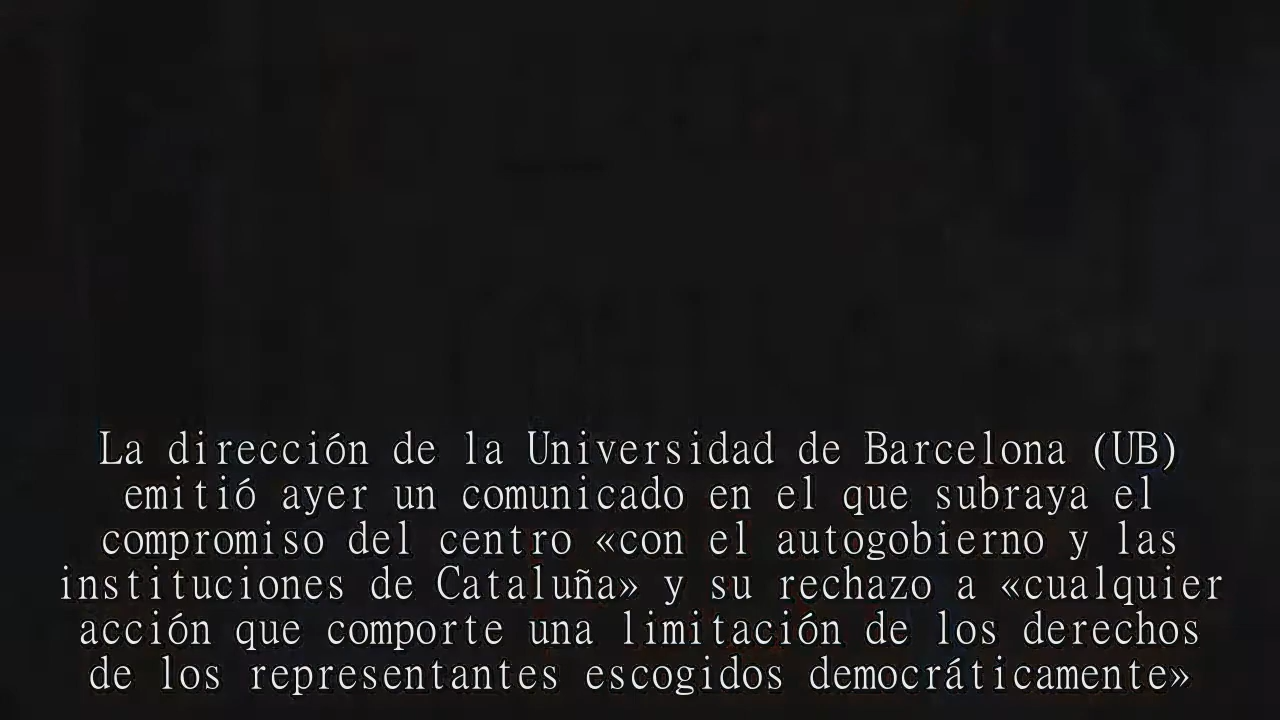 La dirección de la Universidad de Barcelona (UB)
emitió ayer un comunicado en el que subraya el
compromiso del centro «con el autogobierno y las
instituciones de Cataluña» y su rechazo a «cualquier
acción que comporte una limitación de los derechos
de los representantes escogidos democráticamente»